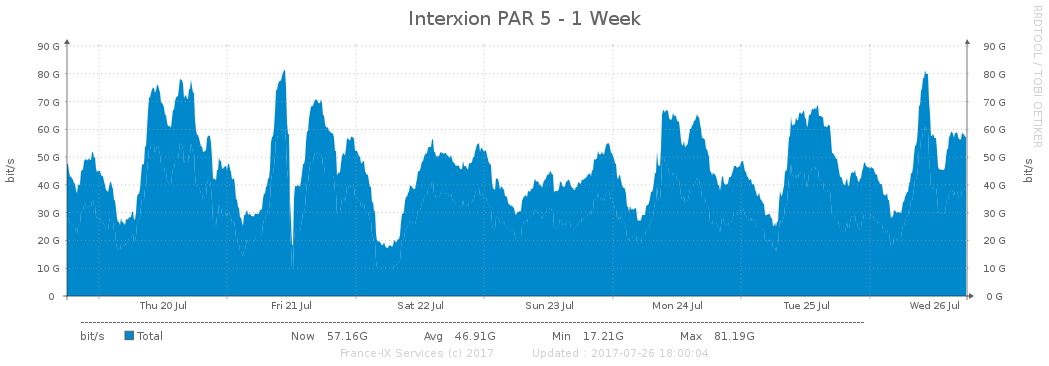 Interxion PAR 5 - 1 Week
RRDTOOL / TOBI OETIKER
bit/s
90 G 90 G
80 G 80 G
70 G 70 G
60 G 60 G
50 G 50 G
40 G 40 G
30 G 30 G
20 G 20 G
10 G 10 G
0 0 G
bit/s
Thu 20 Jul Fri 21 Jul Sat 22 Jul Sun 23 Jul Mon 24 Jul Tue 25 Jul Wed 26 Jul
bit/s Total Now 57.16G Avg 46.91G Min 17.21G Max 81.19G
France-IX Services (c) 2017 Updated : 2017-07-26 18:00:04